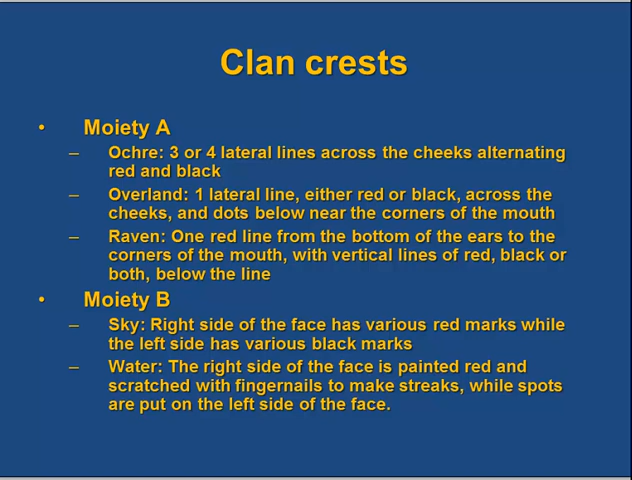 Clan crests
• Moiety A
– Ochre: 3 or 4 lateral lines across the cheeks alternating
red and black
– Overland: 1 lateral line, either red or black, across the
cheeks, and dots below near the corners of the mouth
– Raven: One red line from the bottom of the ears to the
corners of the mouth, with vertical lines of red, black or
both, below the line
• Moiety B
– Sky: Right side of the face has various red marks while
the left side has various black marks
– Water: The right side of the face is painted red and
scratched with fingernails to make streaks, while spots
are put on the left side of the face.